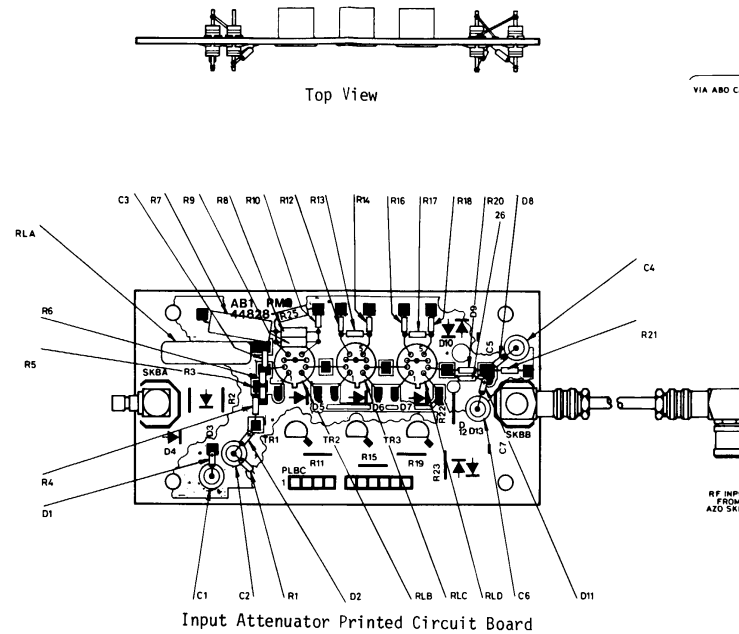 Top View
VIA ABO C
C3 R7 R9 R8 R10 R12 R13 R14 R16 R17 R18 R20 D8
26
RLA
C4
AB1 PM
44828- R25
D9
D10
C5
R6
R21
R5
SKBA
R3
R2
D5 D6 D7
R22
D12
D13
SKBB
D4
D3
TR1 TR2 TR3
C7
R11 R15 R19
R23
R4
PLBC
1
D1
RF INP
FROM
AZO SK
C1 C2 R1 D2 RLB RLC RLD C6 D11
Input Attenuator Printed Circuit Board